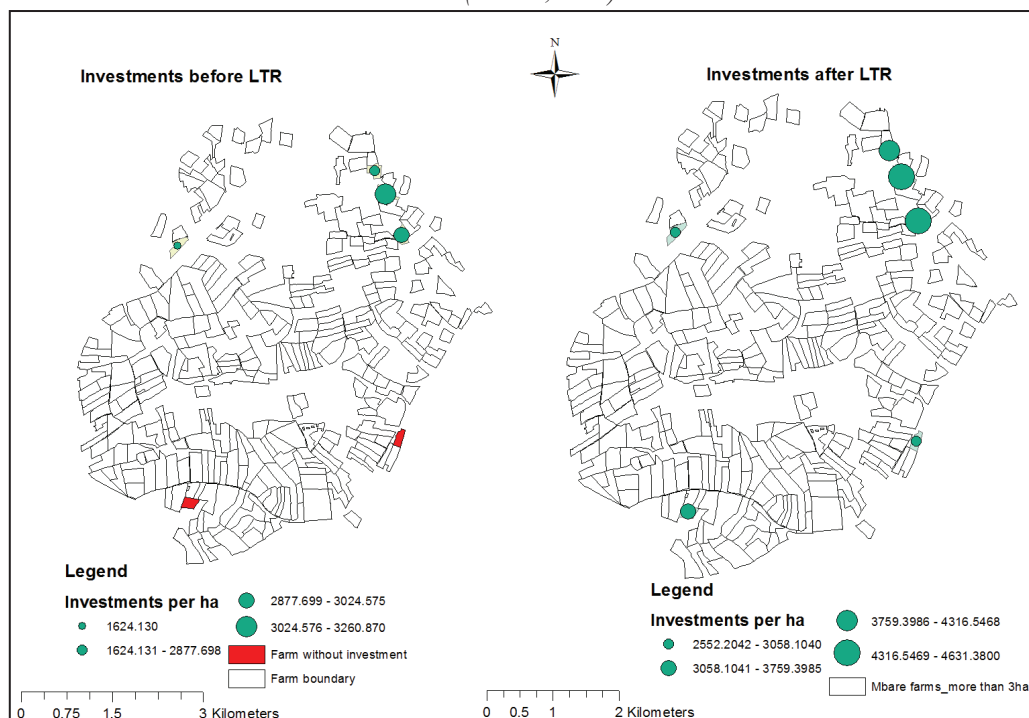 Investments before LTR
N
Investments after LTR
Legend
Investments per ha
1624.130
1624.131 - 2877.698
2877.699 - 3024.575
3024.576 - 3260.870
Farm without investment
Farm boundary
0 0.75 1.5 3 Kilometers
Legend
Investments per ha
2552.2042 - 3058.1040
3058.1041 - 3759.3985
3759.3986 - 4316.5468
4316.5469 - 4631.3800
Mbare farms_more than 3ha
0 0.5 1 2 Kilometers